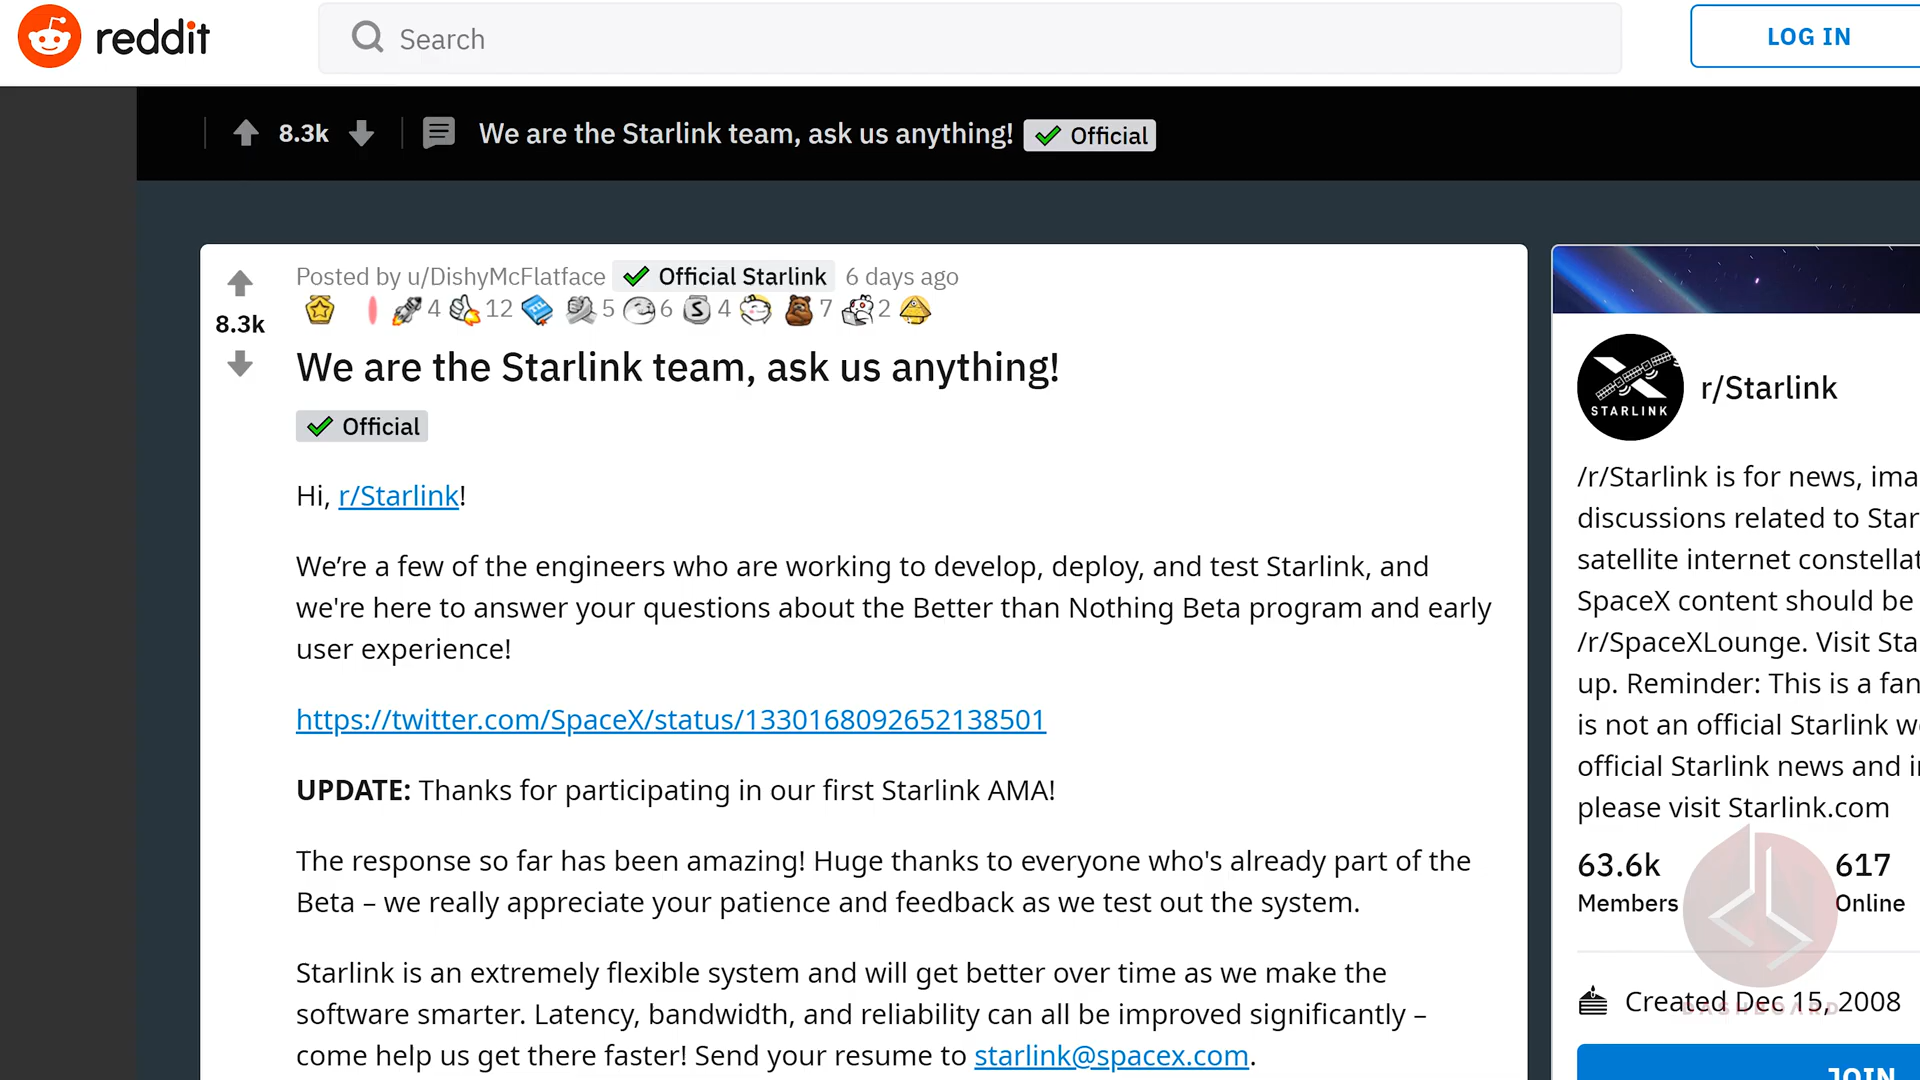 reddit
Search
LOG IN
8.3k
We are the Starlink team, ask us anything!
Official
Posted by u/DishyMcFlatface
Official Starlink
6 days ago
4 12 5 6 S 4 7 2
8.3k
We are the Starlink team, ask us anything!
Official
Hi, r/Starlink!
We’re a few of the engineers who are working to develop, deploy, and test Starlink, and
we're here to answer your questions about the Better than Nothing Beta program and early
user experience!
https://twitter.com/SpaceX/status/1330168092652138501
UPDATE: Thanks for participating in our first Starlink AMA!
The response so far has been amazing! Huge thanks to everyone who's already part of the
Beta – we really appreciate your patience and feedback as we test out the system.
Starlink is an extremely flexible system and will get better over time as we make the
software smarter. Latency, bandwidth, and reliability can all be improved significantly –
come help us get there faster! Send your resume to starlink@spacex.com.
STARLINK
r/Starlink
/r/Starlink is for news, ima
discussions related to Star
satellite internet constellat
SpaceX content should be
/r/SpaceXLounge. Visit Sta
up. Reminder: This is a fan
is not an official Starlink we
official Starlink news and i
please visit Starlink.com
63.6k
Members
617
Online
Created Dec 15, 2008
DASHBOARD
JOIN